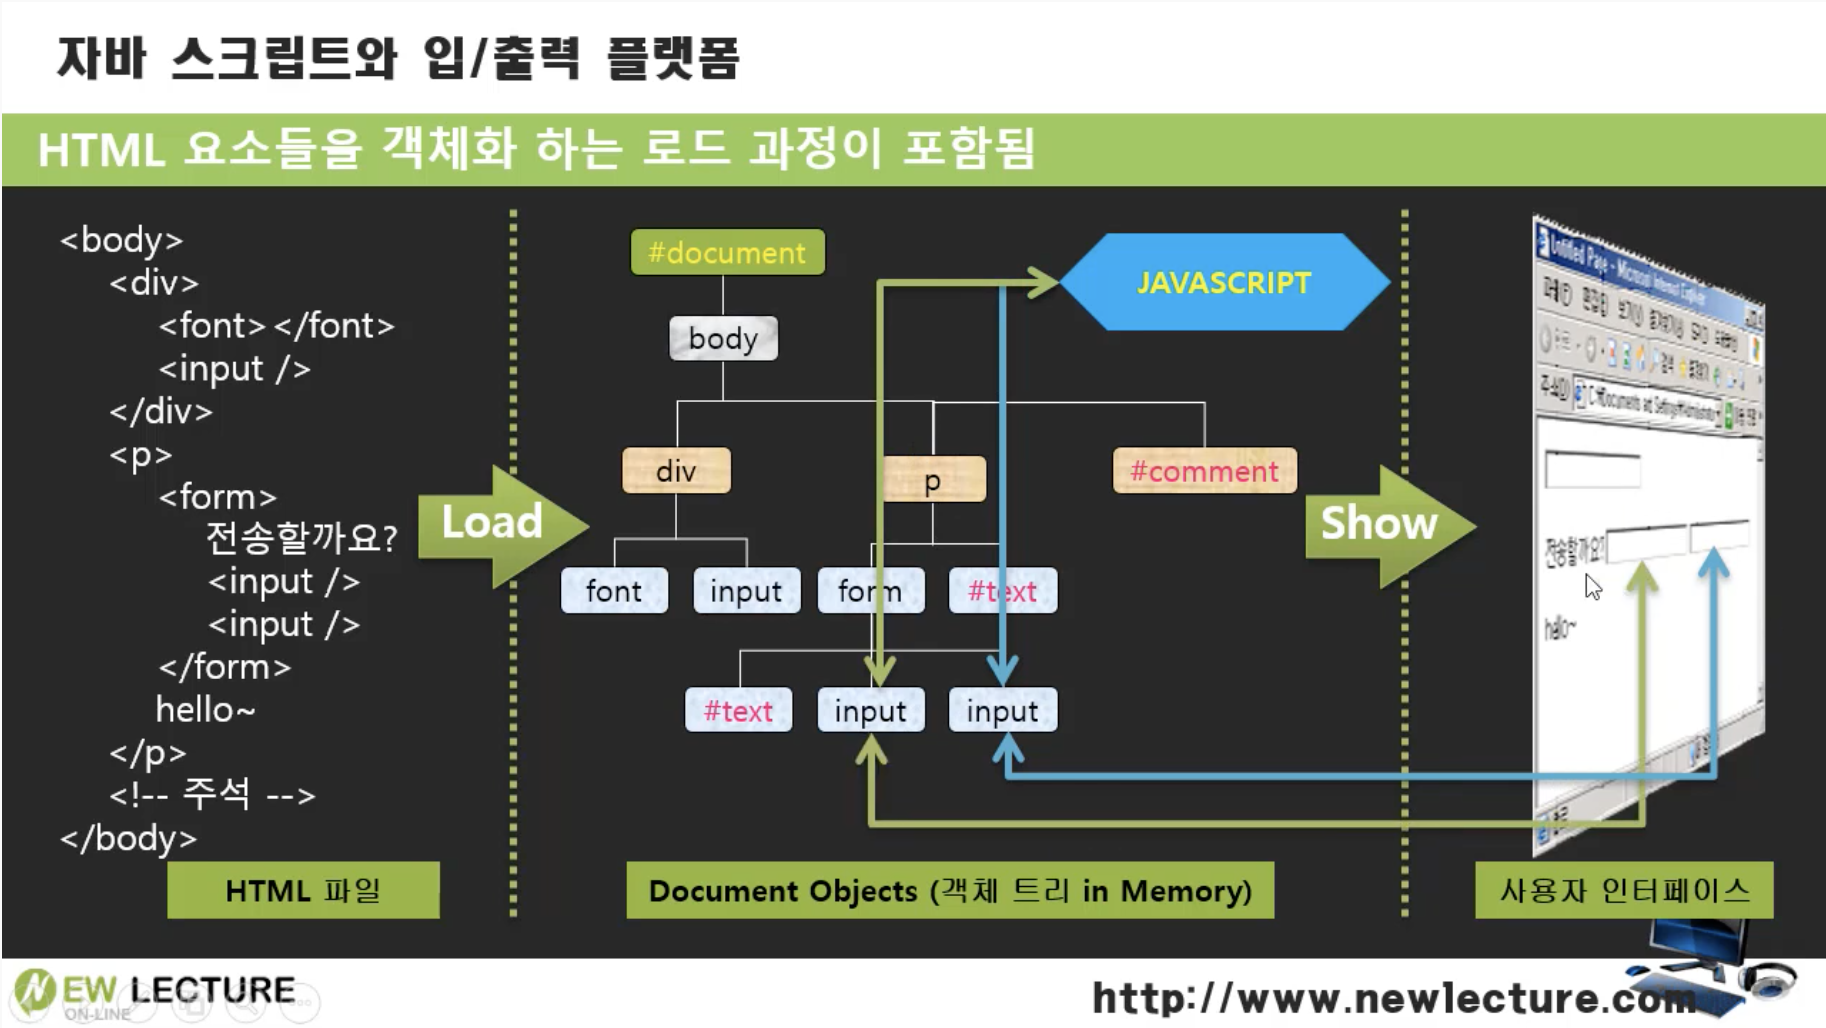 자바 스크립트와 입/출력 플랫폼
HTML 요소들을 객체화 하는 로드 과정이 포함됨
<body>
<div>
<font></font>
<input />
</div>
<p>
<form>
전송할까요?
<input />
<input />
</form>
hello~
</p>
<!-- 주석 -->
</body>
HTML 파일
Load
#document
JAVASCRIPT
body
div
p
#comment
font
input
form
#text
#text
input
input
Document Objects (객체 트리 in Memory)
Show
Untitled Page - Microsoft Internet Explorer
전송할까요?
hello~
사용자 인터페이스
NEW LECTURE
ON-LINE
http://www.newlecture.com